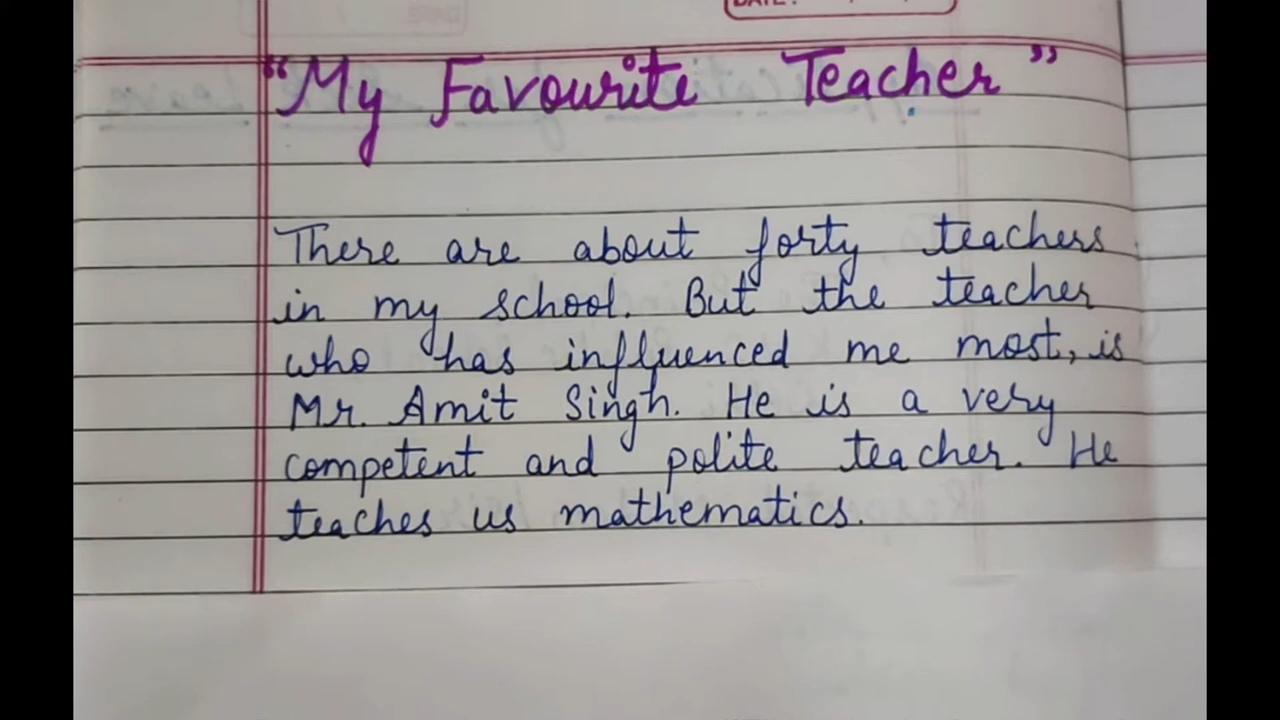 DATE:
"My Favourite Teacher"
There are about forty teachers
in my school. But the teacher
who has influenced me most, is
Mr. Amit Singh. He is a very
competent and polite teacher. He
teaches us mathematics.